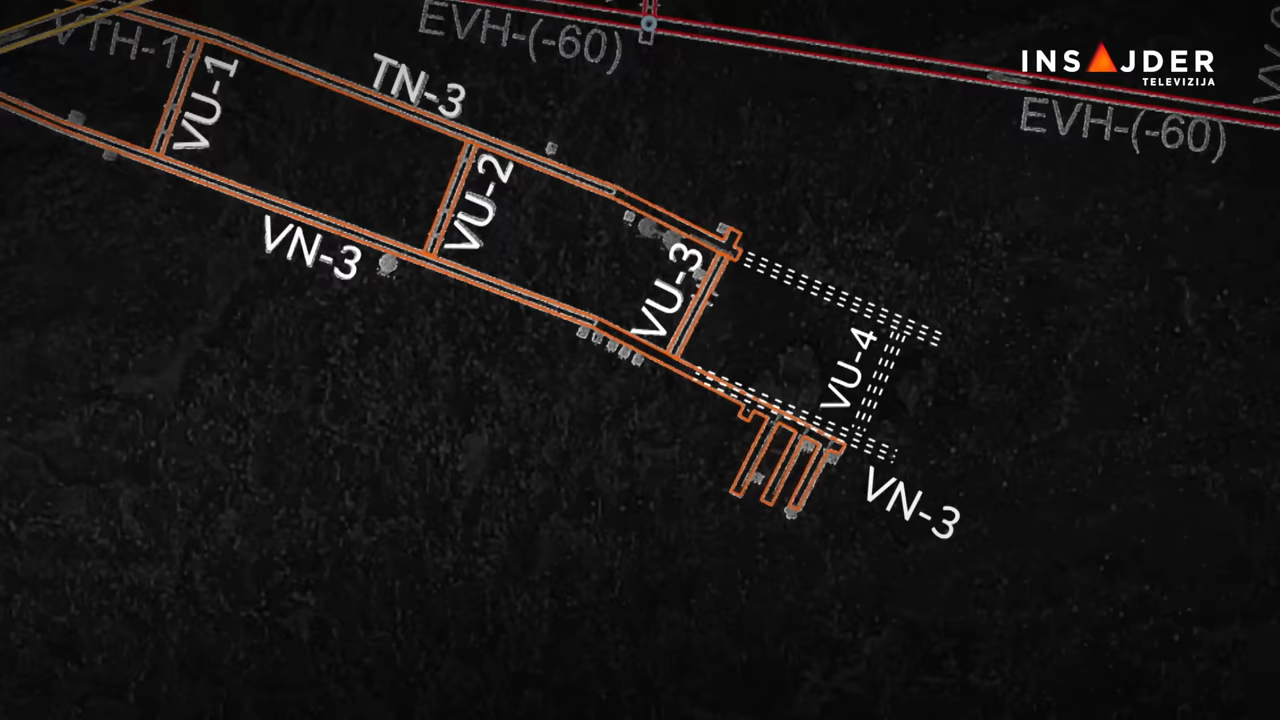 EVH-(-60)
VTH-1
INSAJDER
TELEVIZIJA
VU-1
TN-3
EVH-(-60)
VU-2
VN-3
VU-3
VU-4
VN-3